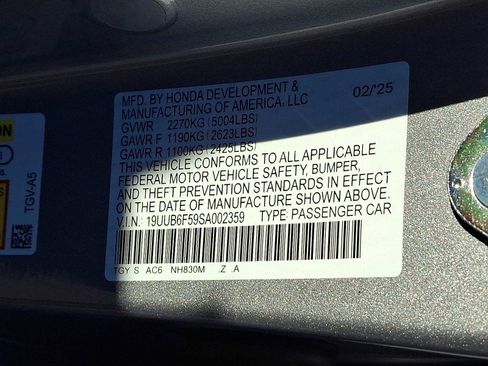 MFD. BY HONDA DEVELOPMENT &
MANUFACTURING OF AMERICA, LLC 02/'25
GVWR 2270KG (5004LBS)
GAWR F 1190KG (2623LBS)
GAWR R 1100KG (2425LBS)
THIS VEHICLE CONFORMS TO ALL APPLICABLE
FEDERAL MOTOR VEHICLE SAFETY, BUMPER,
AND THEFT PREVENTION STANDARDS IN EFFECT
ON THE DATE OF MANUFACTURE SHOWN ABOVE.
V.I.N.: 19UUB6F59SA002359 TYPE: PASSENGER CAR
TGY S AC6 NH830M .Z .A
TGV-A5